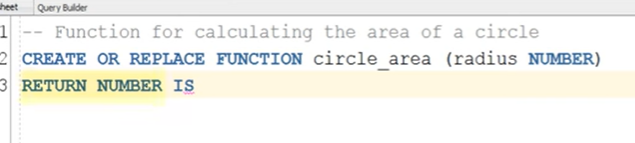 heet Query Builder
1 -- Function for calculating the area of a circle
2 CREATE OR REPLACE FUNCTION circle_area (radius NUMBER)
3 RETURN NUMBER IS